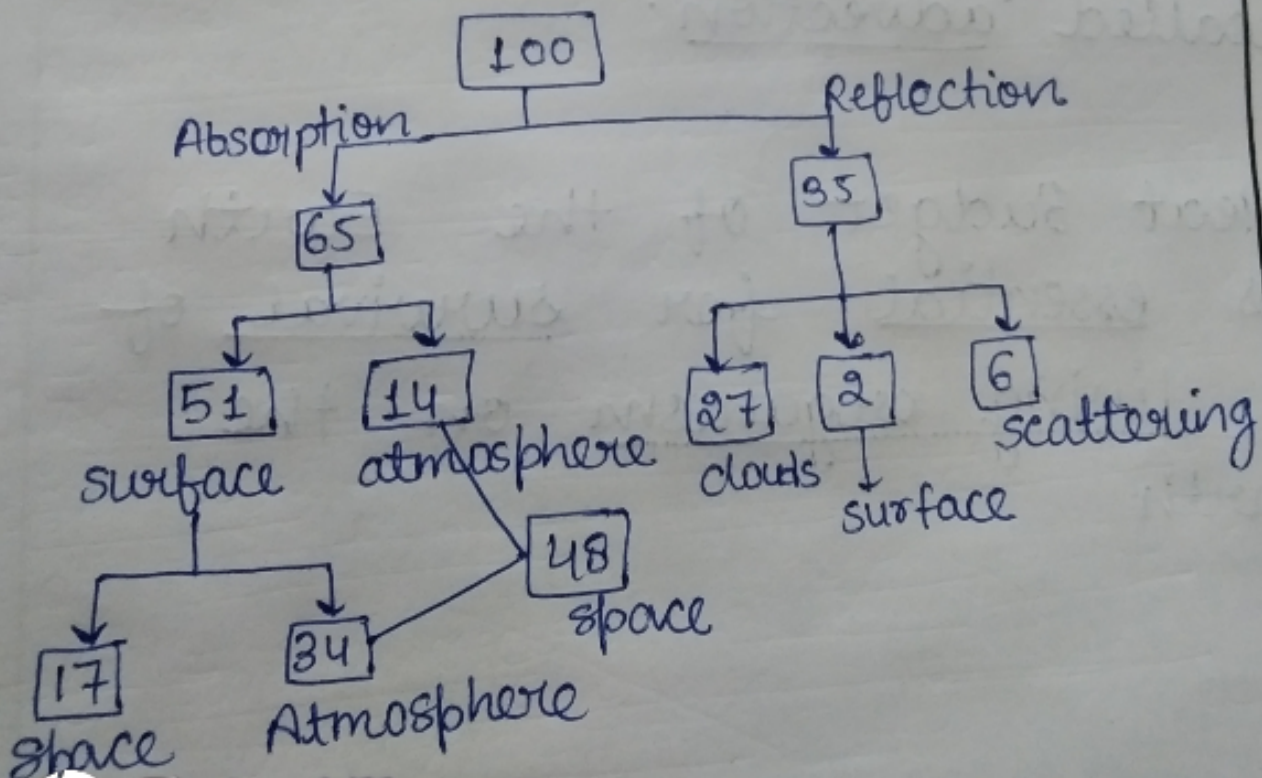 100
Absorption
Reflection
65
35
51
14
27
2
6
surface
atmosphere
clouds
surface
scattering
48
space
17
34
space
Atmosphere